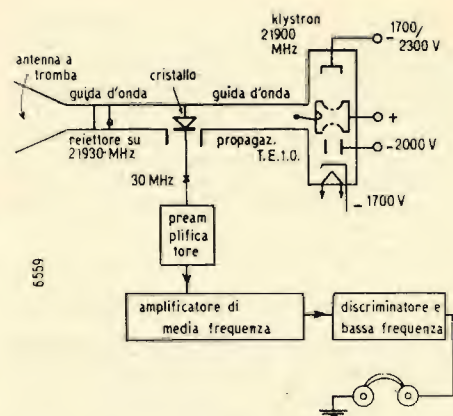 klystron
21900
MHz
-1700/
2300 V
antenna a
tromba
guida d'onda
cristallo
guida d'onda
+
-2000V
reiettore su
21930-MHz
propagaz.
T.E.1.0.
30 MHz
- 1700 V
pream
plifica
tore
6559
amplificatore di
media frequenza
discriminatore e
bassa frequenza